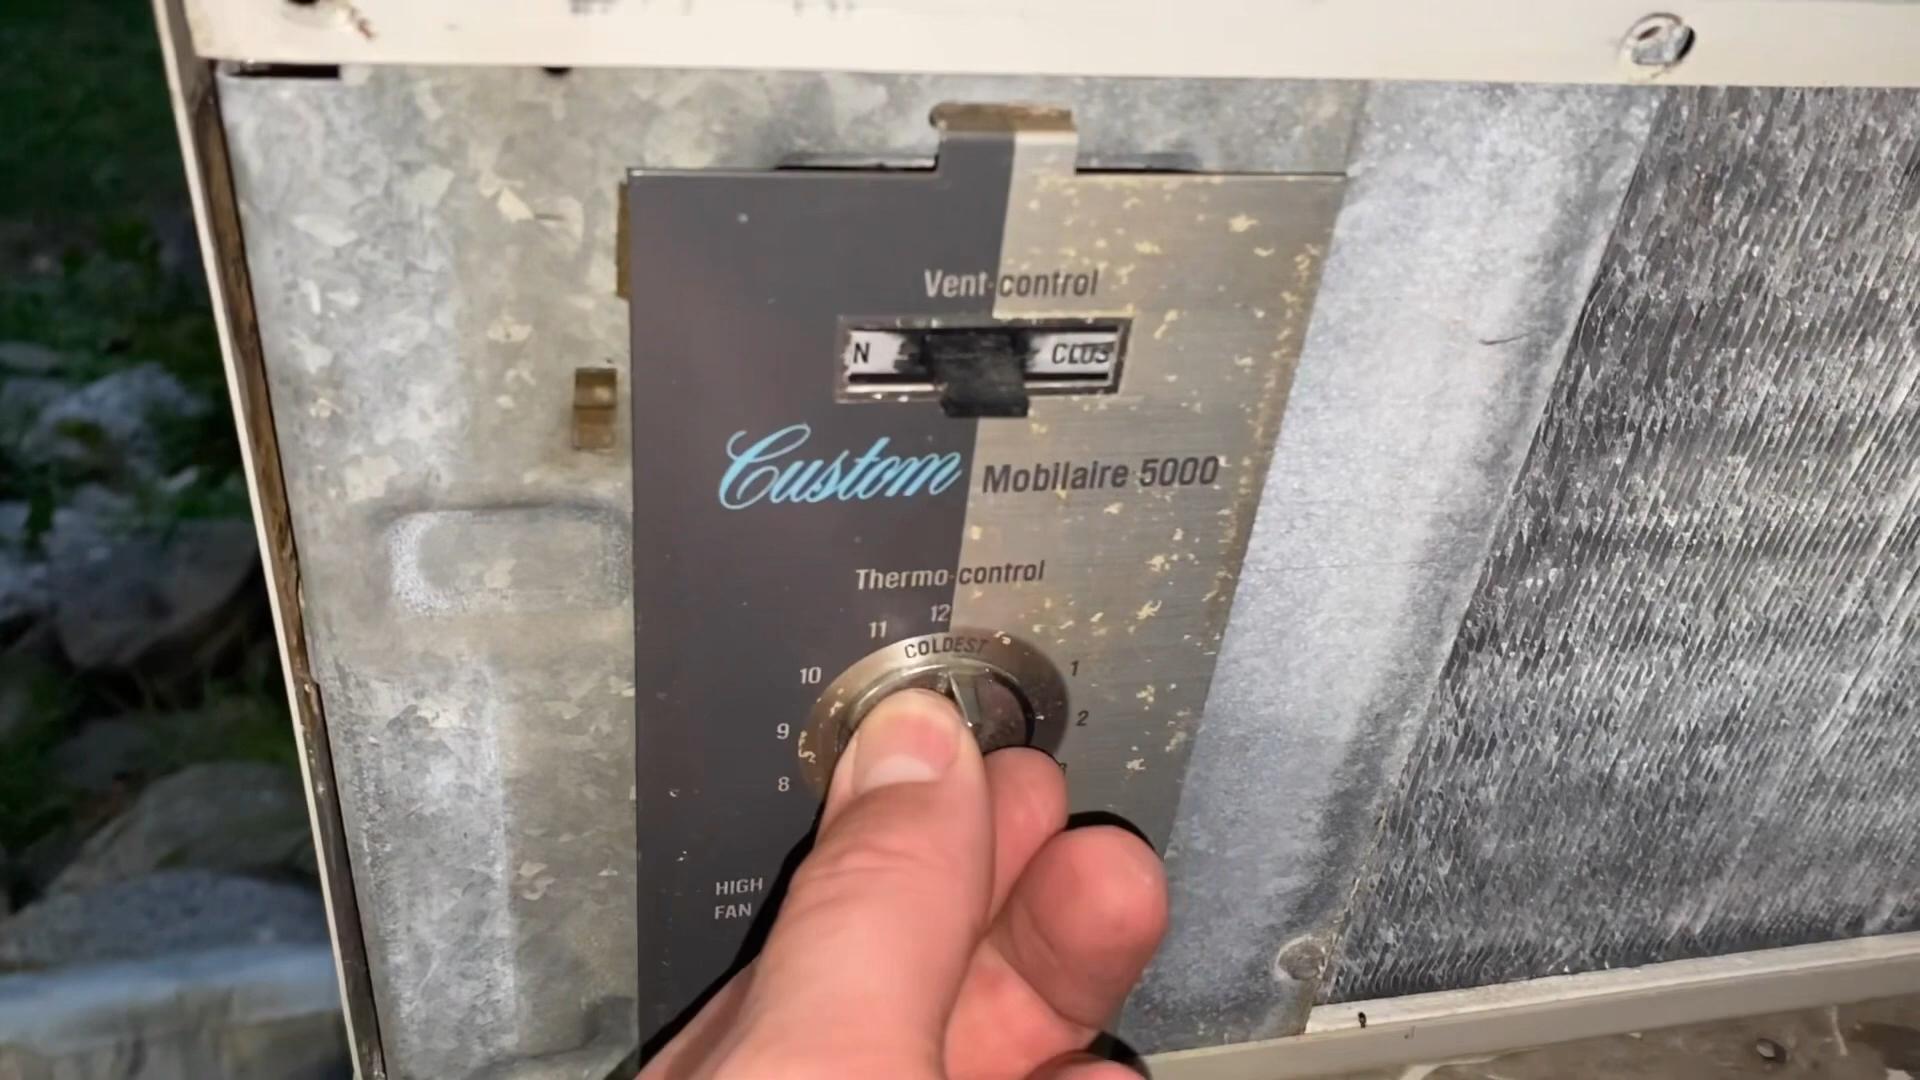 Vent control
N CLOS
Custom Mobilaire 5000
Thermo-control
12
11
COLDEST
10
1
9
2
8
HIGH
FAN